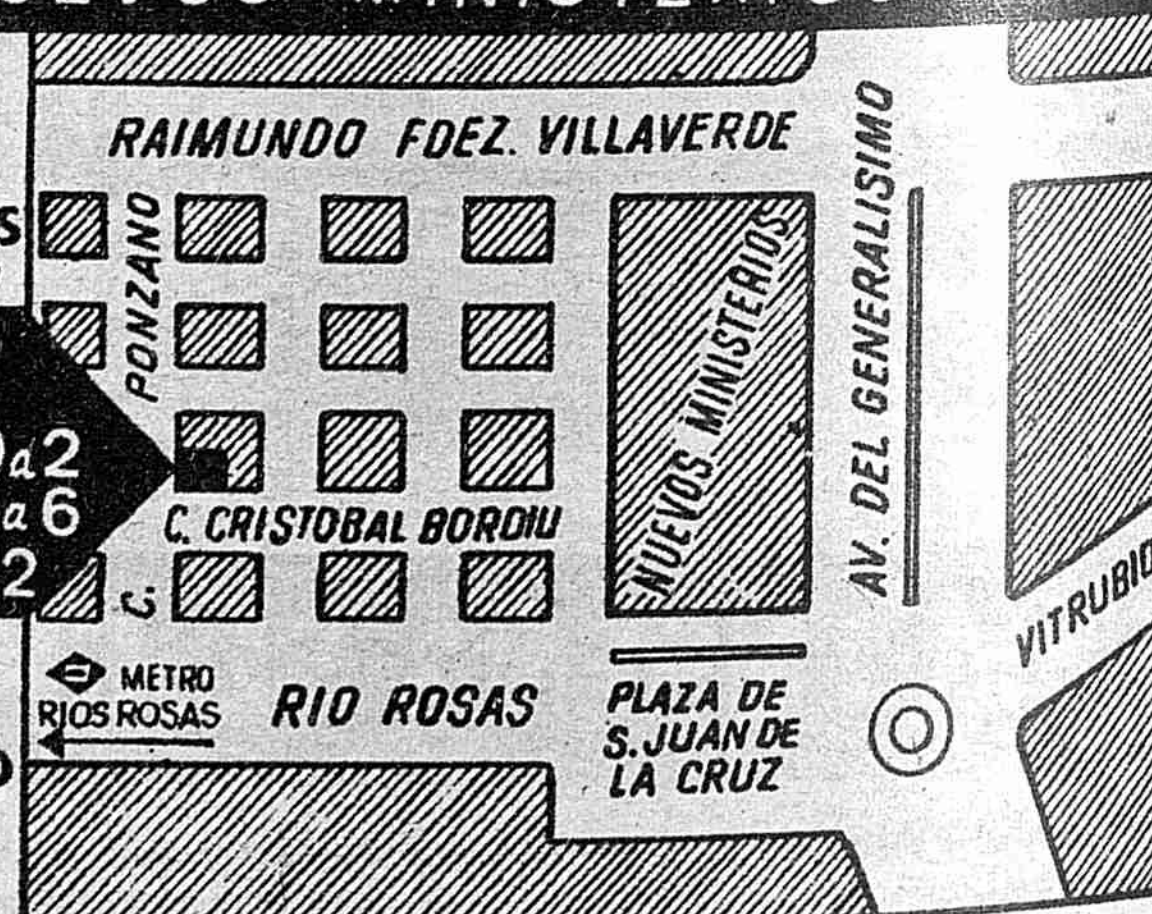 RAIMUNDO FDEZ. VILLAVERDE
AV. DEL GENERALISIMO
S
C. PONZANO
NUEVOS MINISTERIOS
a 2
a 6
2
C. CRISTOBAL BORDIU
VITRUBIO
METRO
RIOS ROSAS
RIO ROSAS
PLAZA DE
S. JUAN DE
LA CRUZ